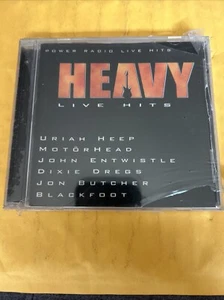 POWER RADIO LIVE HITS
HEAVY
LIVE HITS
URIAH HEEP
MOTÖRHEAD
JOHN ENTWISTLE
DIXIE DREGS
JON BUTCHER
BLACKFOOT